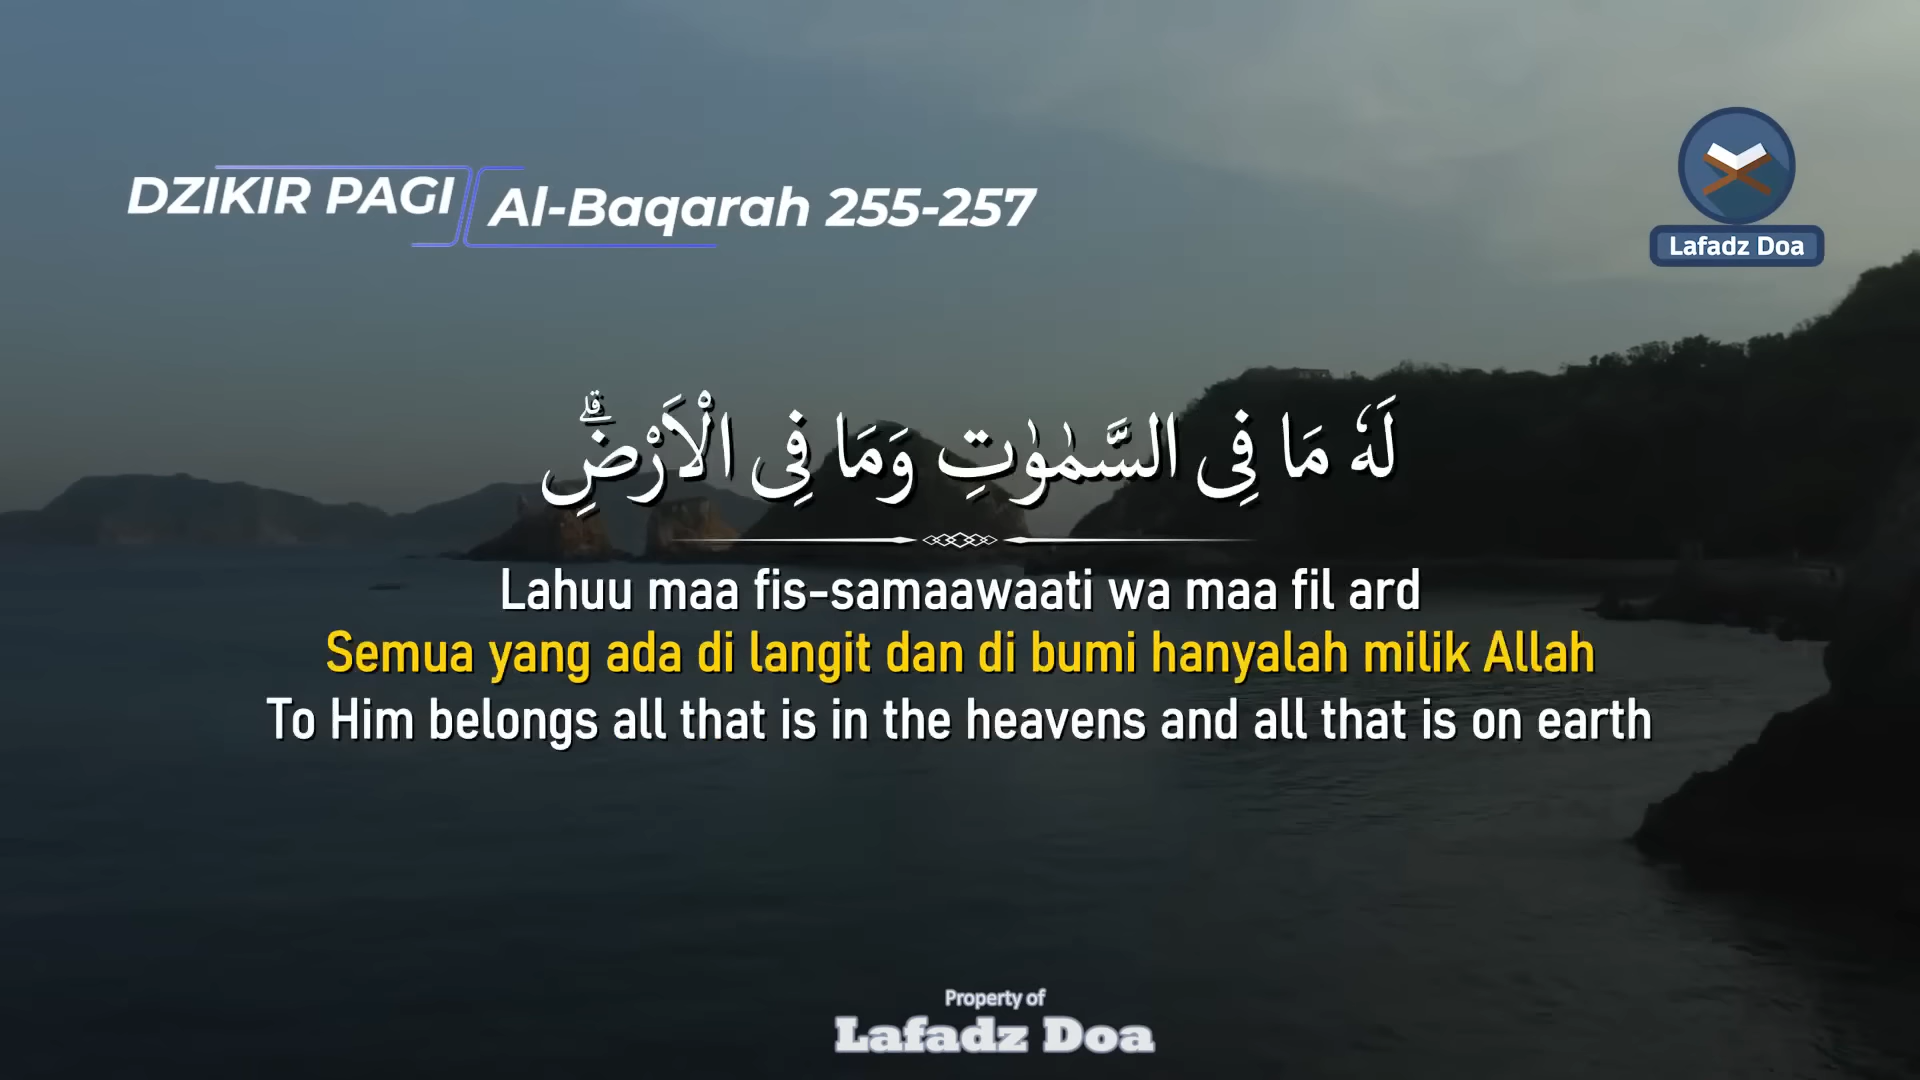 DZIKIR PAGI
Al-Baqarah 255-257
Lafadz Doa
لَهٗ مَا فِى السَّمٰوٰتِ وَمَا فِى الْاَرْضِۗ
Lahuu maa fis-samaawaati wa maa fil ard
Semua yang ada di langit dan di bumi hanyalah milik Allah
To Him belongs all that is in the heavens and all that is on earth
Property of
Lafadz Doa